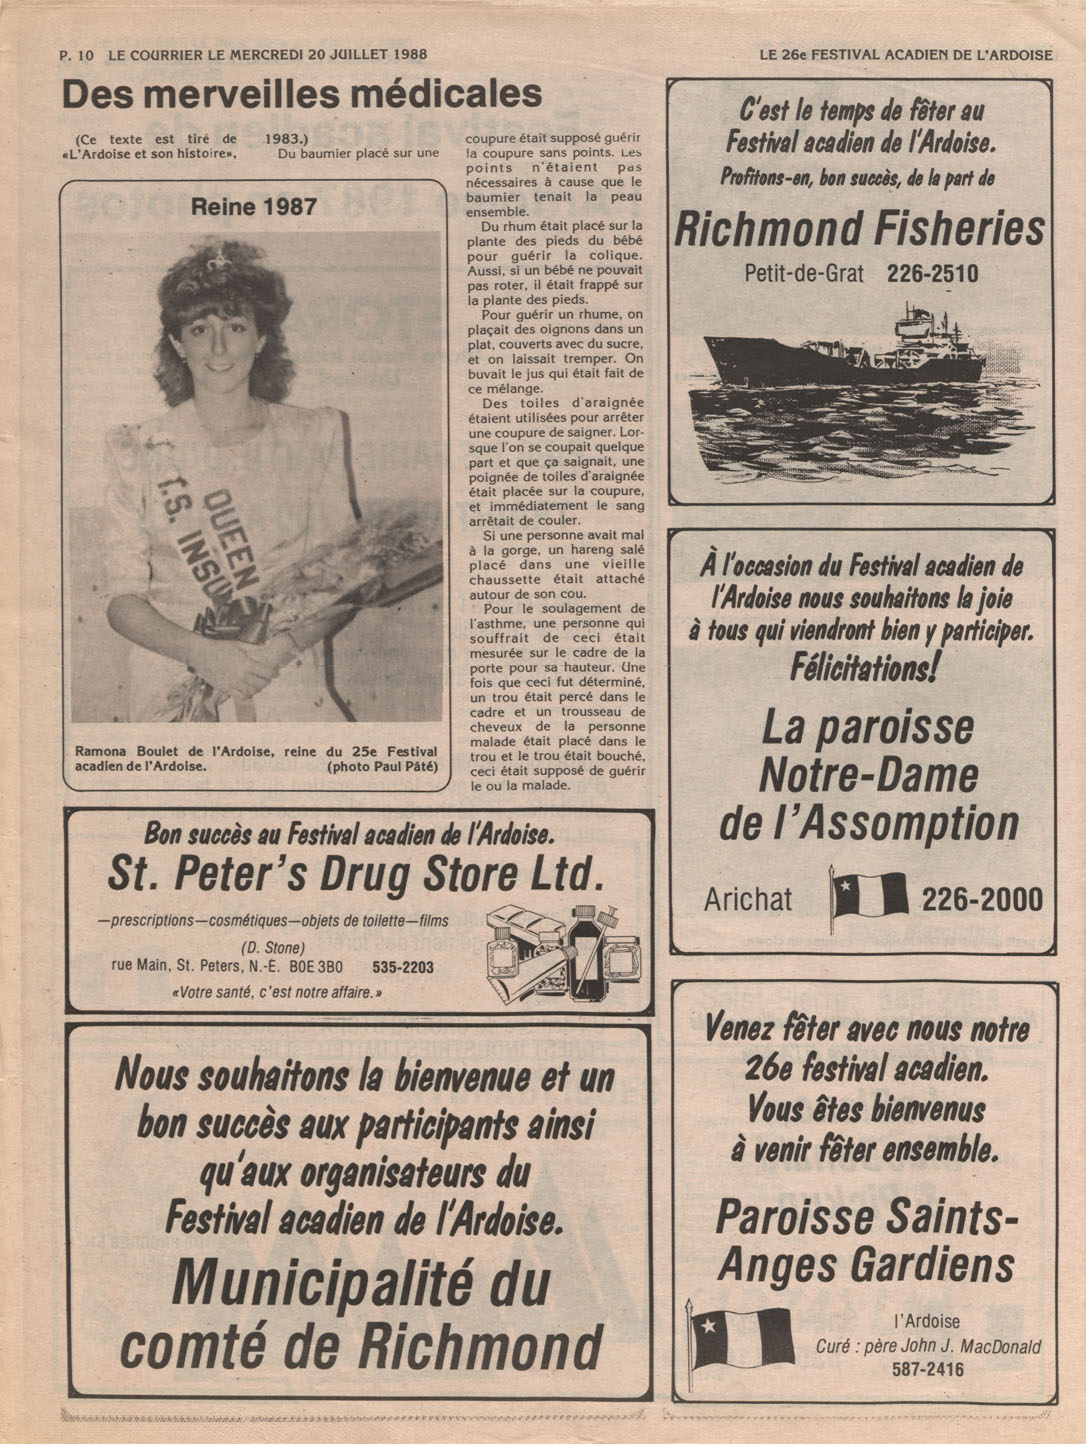 P. 10 LE COURRIER LE MERCREDI 20 JUILLET 1988
LE 26e FESTIVAL ACADIEN DE L'ARDOISE
Des merveilles médicales
(Ce texte est tiré de
«L'Ardoise et son histoire»,
1983.)
Du baumier placé sur une
coupure était supposé guérir
la coupure sans points. Les
points n'étaient pas
nécessaires à cause que le
baumier tenait la peau
ensemble.
Du rhum était placé sur la
plante des pieds du bébé
pour guérir la colique.
Aussi, si un bébé ne pouvait
pas roter, il était frappé sur
la plante des pieds.
Pour guérir un rhume, on
plaçait des oignons dans un
plat, couverts avec du sucre,
et on laissait tremper. On
buvait le jus qui était fait de
ce mélange.
Des toiles d'araignée
étaient utilisées pour arrêter
une coupure de saigner. Lor-
sque l'on se coupait quelque
part et que ça saignait, une
poignée de toiles d'araignée
était placée sur la coupure,
et immédiatement le sang
arrêtait de couler.
Si une personne avait mal
à la gorge, un hareng salé
placé dans une vieille
chaussette était attaché
autour de son cou.
Pour le soulagement de
l'asthme, une personne qui
souffrait de ceci était
mesurée sur le cadre de la
porte pour sa hauteur. Une
fois que ceci fut déterminé,
un trou était percé dans le
cadre et un trousseau de
cheveux de la personne
malade était placé dans le
trou et le trou était bouché,
ceci était supposé de guérir
le ou la malade.
Reine 1987
QUEEN
T.S. INSU
Ramona Boulet de l'Ardoise, reine du 25e Festival
acadien de l'Ardoise. (photo Paul Pâté)
Bon succès au Festival acadien de l'Ardoise.
St. Peter's Drug Store Ltd.
—prescriptions—cosmétiques—objets de toilette—films
(D. Stone)
rue Main, St. Peters, N.-É. B0E 3B0 535-2203
«Votre santé, c'est notre affaire.»
Nous souhaitons la bienvenue et un
bon succès aux participants ainsi
qu'aux organisateurs du
Festival acadien de l'Ardoise.
Municipalité du
comté de Richmond
C'est le temps de fêter au
Festival acadien de l'Ardoise.
Profitons-en, bon succès, de la part de
Richmond Fisheries
Petit-de-Grat 226-2510
À l'occasion du Festival acadien de
l'Ardoise nous souhaitons la joie
à tous qui viendront bien y participer.
Félicitations!
La paroisse
Notre-Dame
de l'Assomption
Arichat 226-2000
Venez fêter avec nous notre
26e festival acadien.
Vous êtes bienvenus
à venir fêter ensemble.
Paroisse Saints-
Anges Gardiens
l'Ardoise
Curé : père John J. MacDonald
587-2416